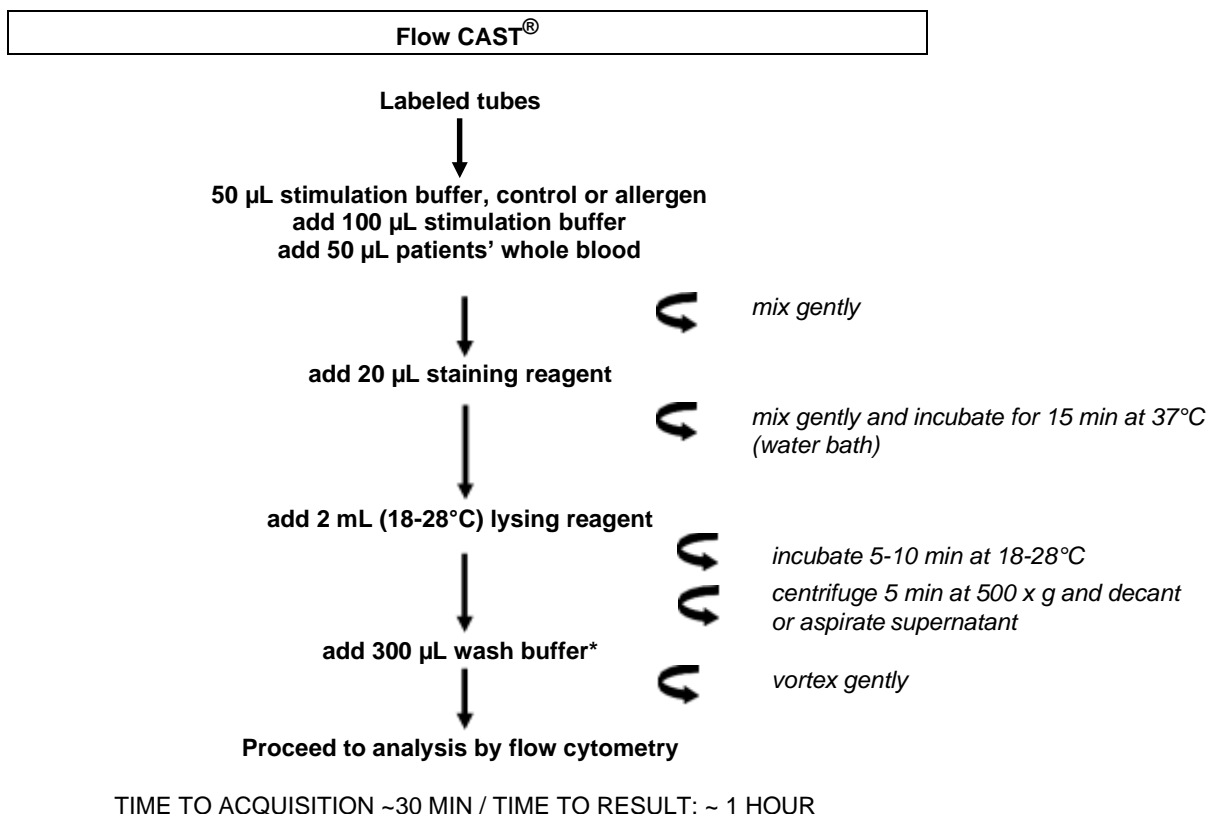 Flow CAST®
Labeled tubes
50 µL stimulation buffer, control or allergen
add 100 µL stimulation buffer
add 50 µL patients’ whole blood
mix gently
add 20 µL staining reagent
mix gently and incubate for 15 min at 37°C
(water bath)
add 2 mL (18-28°C) lysing reagent
incubate 5-10 min at 18-28°C
centrifuge 5 min at 500 x g and decant
or aspirate supernatant
add 300 µL wash buffer*
vortex gently
Proceed to analysis by flow cytometry
TIME TO ACQUISITION ~30 MIN / TIME TO RESULT: ~ 1 HOUR